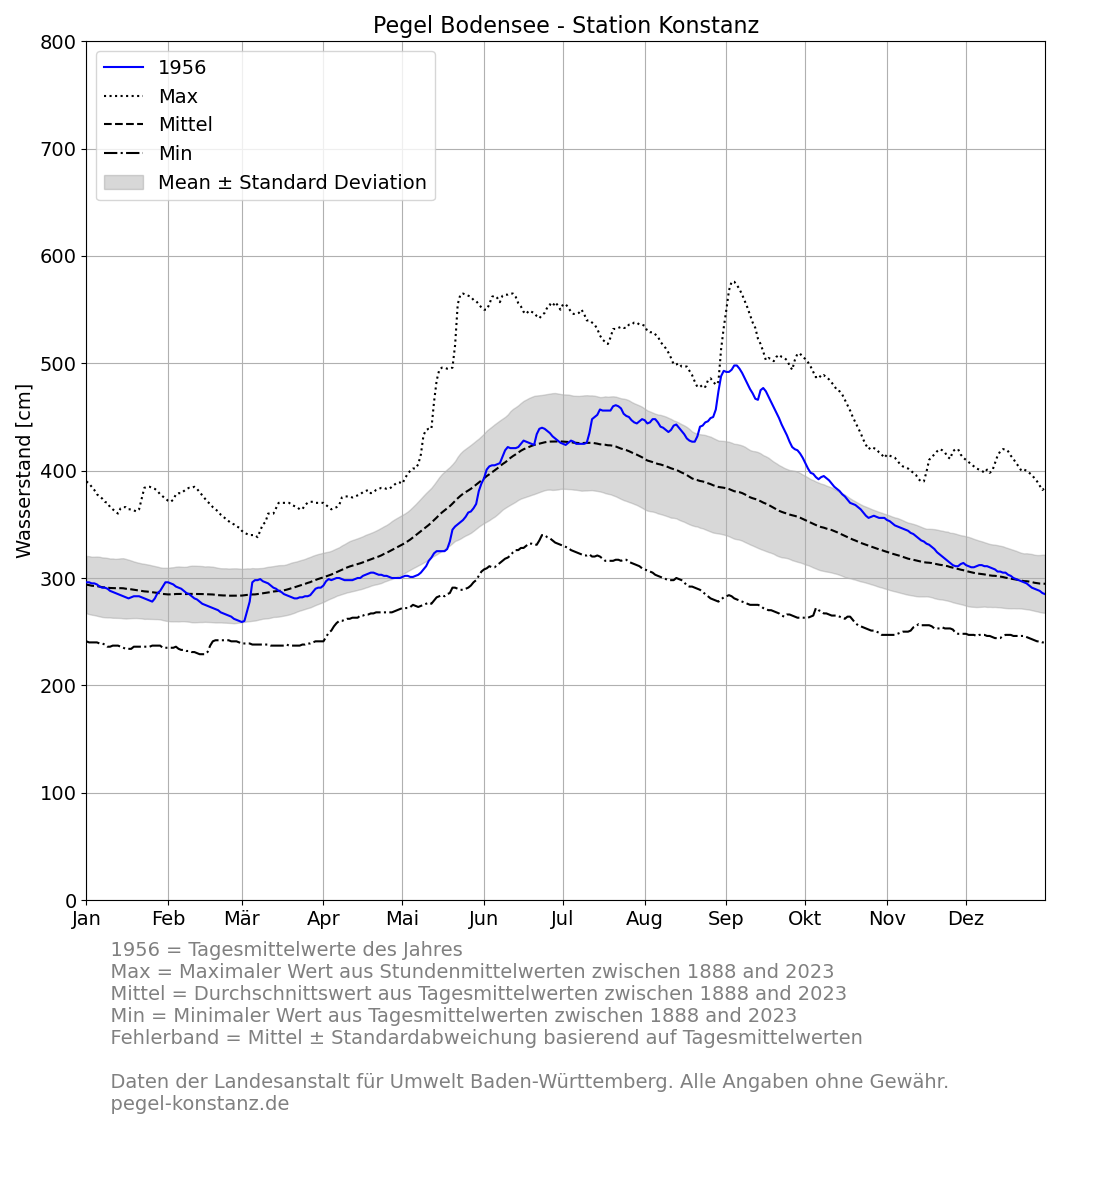 Pegel Bodensee - Station Konstanz
800
700
600
500
400
300
200
100
0
Wasserstand [cm]
1956
Max
Mittel
Min
Mean ± Standard Deviation
Jan Feb Mär Apr Mai Jun Jul Aug Sep Okt Nov Dez
1956 = Tagesmittelwerte des Jahres
Max = Maximaler Wert aus Stundenmittelwerten zwischen 1888 and 2023
Mittel = Durchschnittswert aus Tagesmittelwerten zwischen 1888 and 2023
Min = Minimaler Wert aus Tagesmittelwerten zwischen 1888 and 2023
Fehlerband = Mittel ± Standardabweichung basierend auf Tagesmittelwerten
Daten der Landesanstalt für Umwelt Baden-Württemberg. Alle Angaben ohne Gewähr.
pegel-konstanz.de